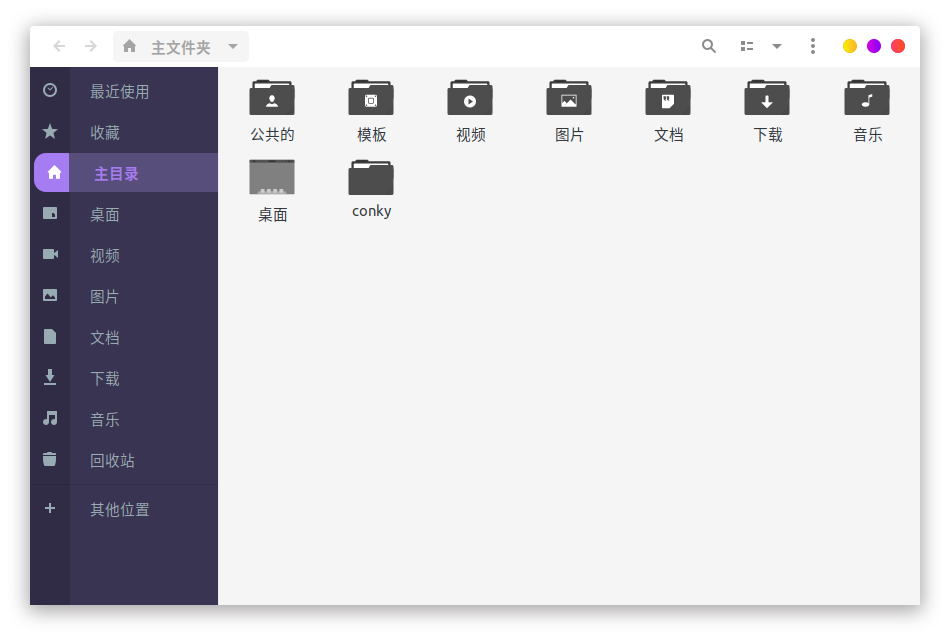 主文件夹
最近使用
收藏
主目录
桌面
视频
图片
文档
下载
音乐
回收站
其他位置
公共的 模板 视频 图片 文档 下载 音乐
桌面 conky